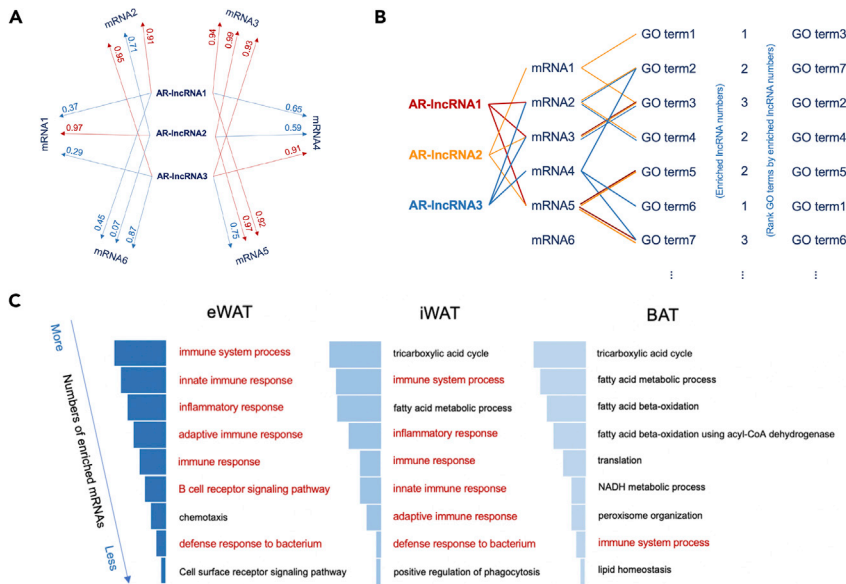 A
mRNA2
mRNA3
0.95
0.71
0.91
0.94
0.99
0.93
AR-lncRNA1
0.37
0.65
mRNA1
0.97
AR-lncRNA2
0.59
mRNA4
0.29
AR-lncRNA3
0.91
0.45
0.07
0.87
0.75
0.97
0.92
mRNA6
mRNA5
B
AR-lncRNA1
AR-lncRNA2
AR-lncRNA3
mRNA1
mRNA2
mRNA3
mRNA4
mRNA5
mRNA6
GO term1
GO term2
GO term3
GO term4
GO term5
GO term6
GO term7
...
(Enriched lncRNA numbers)
1
2
3
2
2
1
3
...
(Rank GO terms by enriched lncRNA numbers)
GO term3
GO term7
GO term2
GO term4
GO term5
GO term1
GO term6
...
C
More
Numbers of enriched mRNAs
Less
eWAT
immune system process
innate immune response
inflammatory response
adaptive immune response
immune response
B cell receptor signaling pathway
chemotaxis
defense response to bacterium
Cell surface receptor signaling pathway
iWAT
tricarboxylic acid cycle
immune system process
fatty acid metabolic process
inflammatory response
immune response
innate immune response
adaptive immune response
defense response to bacterium
positive regulation of phagocytosis
BAT
tricarboxylic acid cycle
fatty acid metabolic process
fatty acid beta-oxidation
fatty acid beta-oxidation using acyl-CoA dehydrogenase
translation
NADH metabolic process
peroxisome organization
immune system process
lipid homeostasis